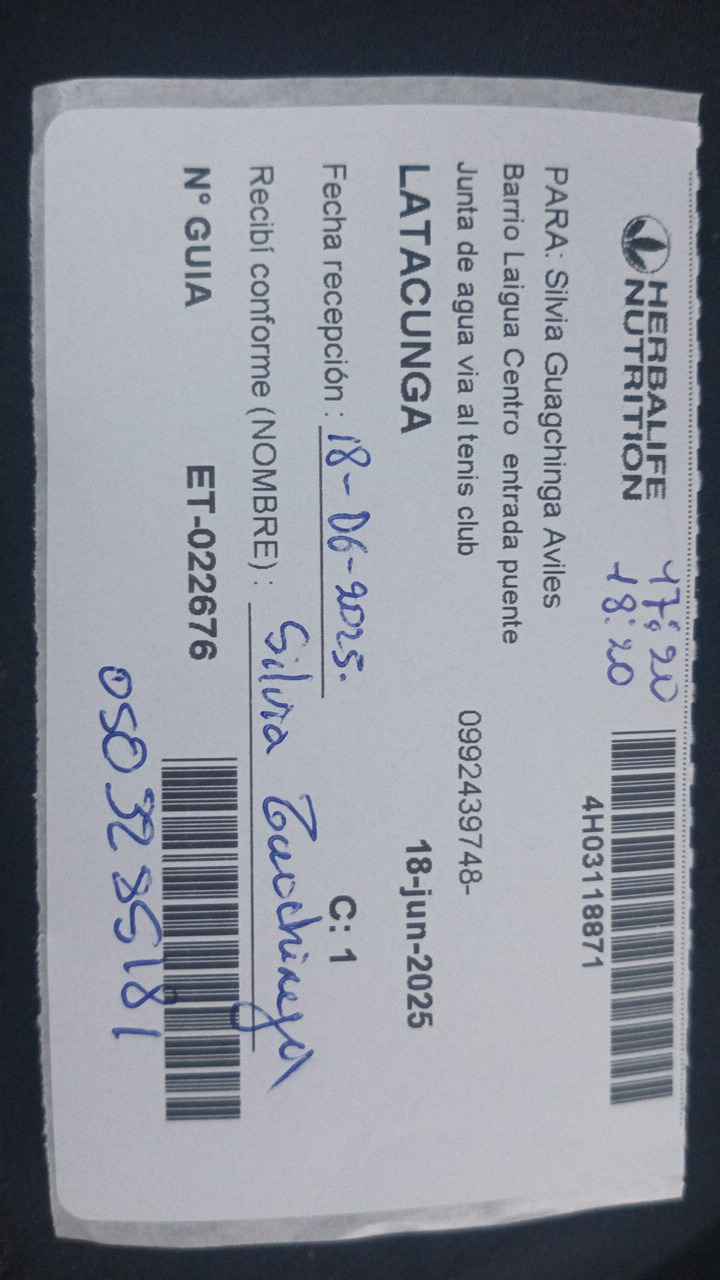 HERBALIFE
NUTRITION
17:20
18:20
4H03118871
PARA: Silvia Guagchinga Aviles
Barrio Laigua Centro entrada puente
Junta de agua via al tenis club 0992439748-
LATACUNGA 18-jun-2025
Fecha recepción : 18-06-2025. C: 1
Recibí conforme (NOMBRE) : Silvia
Nº GUIA ET-022676